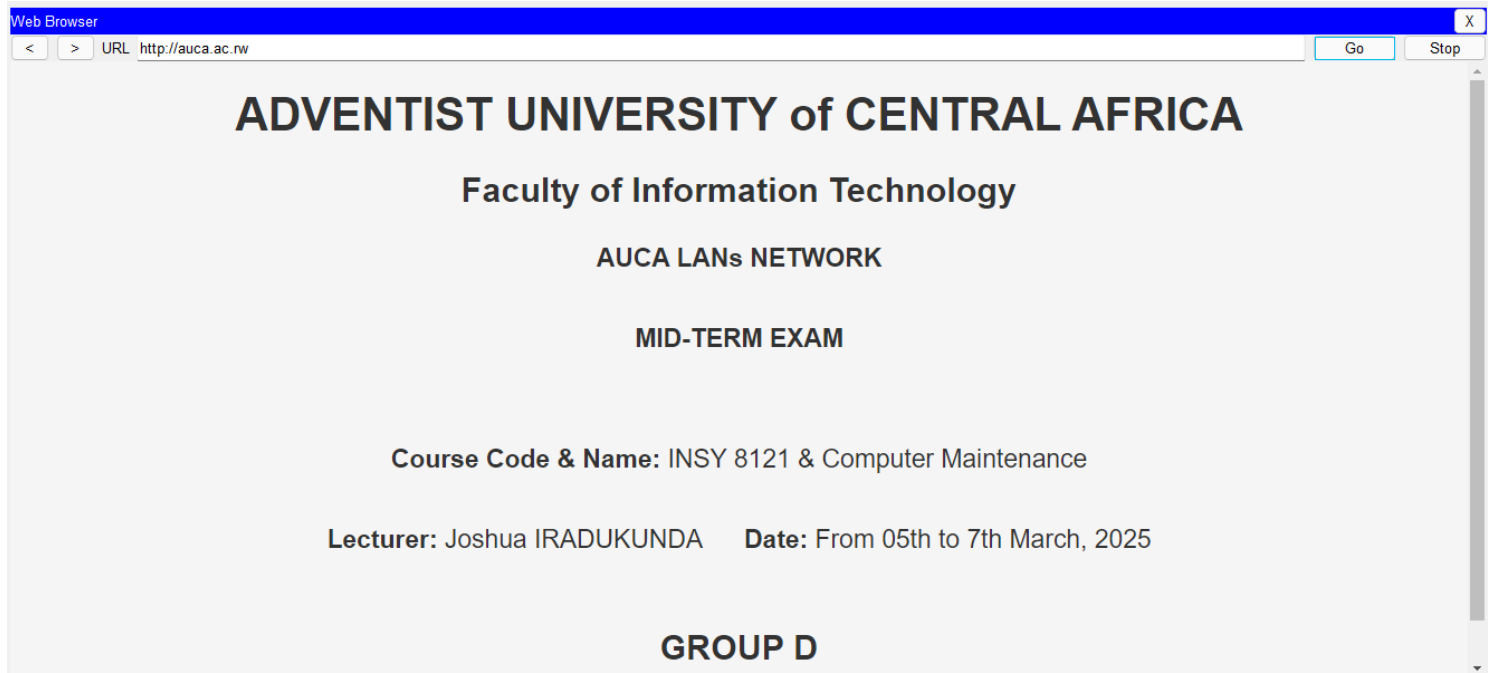 Web Browser X
< > URL http://auca.ac.rw Go Stop
ADVENTIST UNIVERSITY of CENTRAL AFRICA
Faculty of Information Technology
AUCA LANs NETWORK
MID-TERM EXAM
Course Code & Name: INSY 8121 & Computer Maintenance
Lecturer: Joshua IRADUKUNDA Date: From 05th to 7th March, 2025
GROUP D